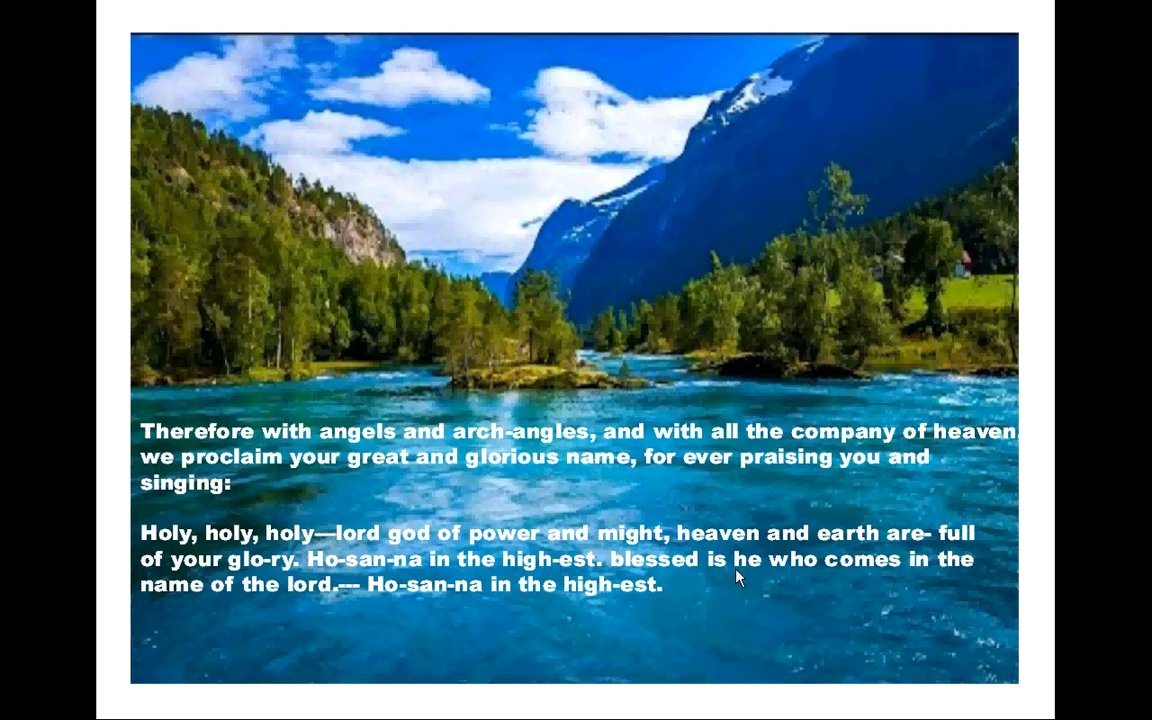 Therefore with angels and arch-angles, and with all the company of heaven,
we proclaim your great and glorious name, for ever praising you and
singing:
Holy, holy, holy—lord god of power and might, heaven and earth are- full
of your glo-ry. Ho-san-na in the high-est. blessed is he who comes in the
name of the lord.--- Ho-san-na in the high-est.